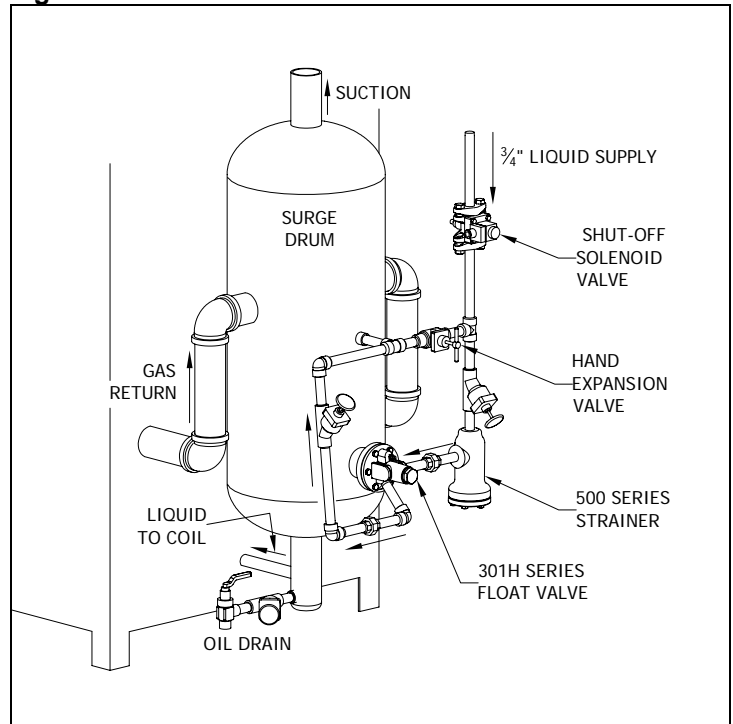 SUCTION
¾" LIQUID SUPPLY
SURGE
DRUM
SHUT-OFF
SOLENOID
VALVE
GAS
RETURN
HAND
EXPANSION
VALVE
LIQUID
TO COIL
500 SERIES
STRAINER
301H SERIES
FLOAT VALVE
OIL DRAIN